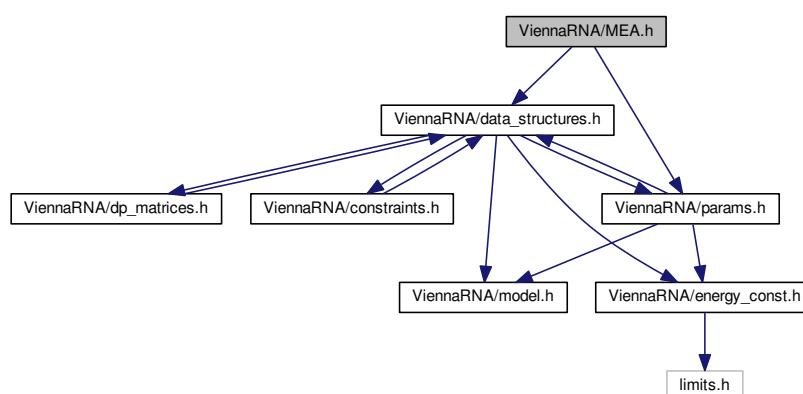 ViennaRNA/MEA.h
ViennaRNA/data_structures.h
ViennaRNA/dp_matrices.h
ViennaRNA/constraints.h
ViennaRNA/params.h
ViennaRNA/model.h
ViennaRNA/energy_const.h
limits.h